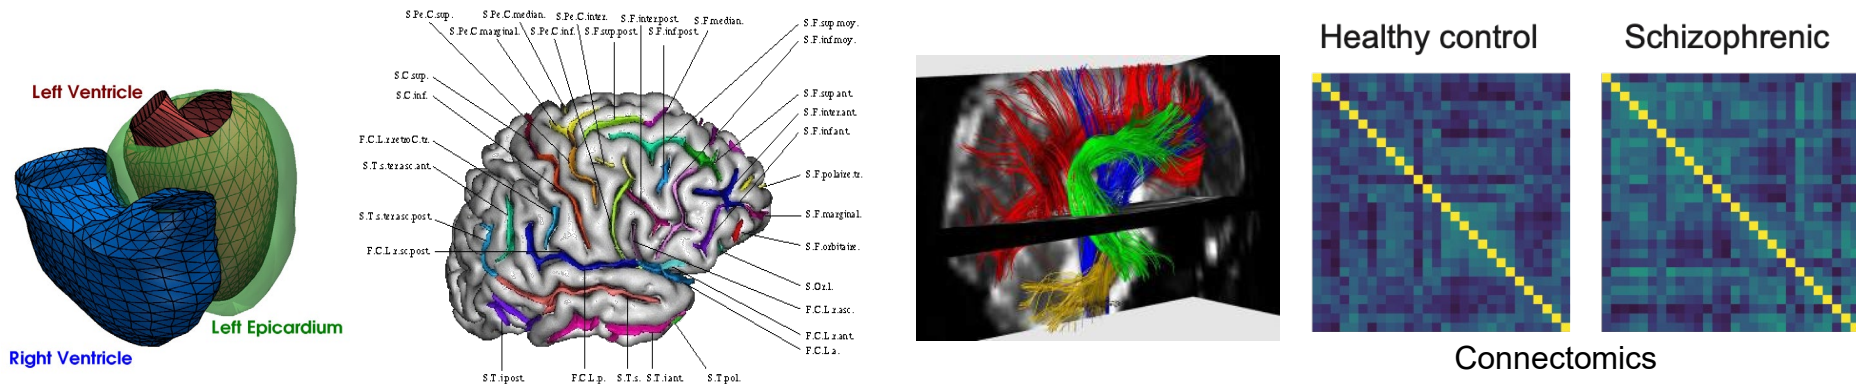 Left Ventricle
Left Epicardium
Right Ventricle
S.Pe.C.sup.
S.Pe.C.median.
S.Pe.C.inter.
S.F.inter.post.
S.F.median.
S.Pe.C.marginal.
S.Pe.C.inf.
S.F.sup.post.
S.F.inf.post.
S.F.sup.moy.
S.F.inf.moy.
S.C.sup.
S.C.inf.
F.C.L.r.retroC.tr.
S.T.s.ter.asc.ant.
S.T.s.ter.asc.post.
F.C.L.r.sc.post.
S.F.sup.ant.
S.F.inter.ant.
S.F.inf.ant.
S.F.polaire.tr.
S.F.marginal.
S.F.orbitaire.
S.Or.l.
F.C.L.r.asc.
F.C.L.r.ant.
F.C.L.a.
S.T.i.post.
F.C.L.p.
S.T.s.
S.T.i.ant.
S.T.pol.
Healthy control
Schizophrenic
Connectomics